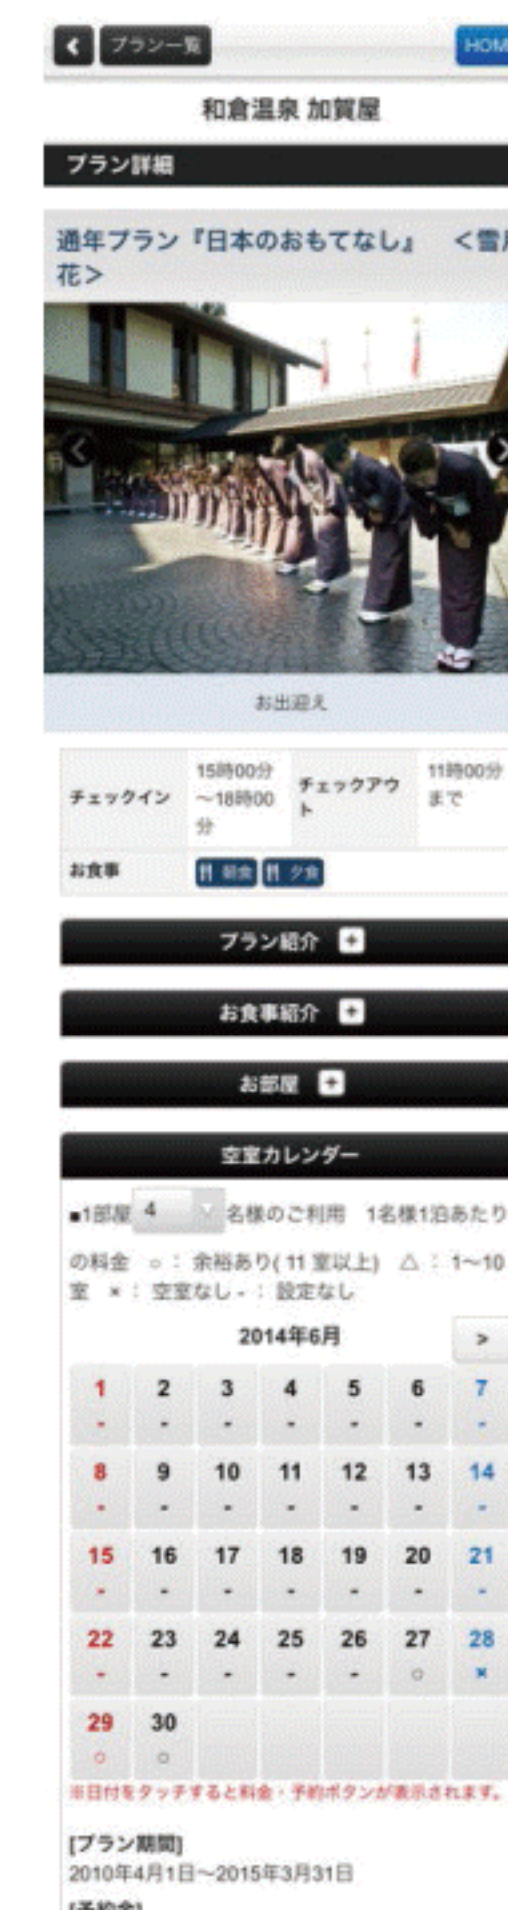 プラン一覧
HOM
和倉温泉 加賀屋
プラン詳細
通年プラン『日本のおもてなし』 ＜雪月
花＞
お出迎え
チェックイン
15時00分
～18時00
分
チェックアウ
ト
11時00分
まで
お食事
朝食 夕食
プラン紹介 +
お食事紹介 +
お部屋 +
空室カレンダー
■1部屋 4 名様のご利用 1名様1泊あたり
の料金 ○： 余裕あり( 11 室以上) △： 1～10
室 ×： 空室なし -： 設定なし
2014年6月 >
1 2 3 4 5 6 7
- - - - - - -
8 9 10 11 12 13 14
- - - - - - -
15 16 17 18 19 20 21
- - - - - - -
22 23 24 25 26 27 28
- - - - - ○ ×
29 30
○ ○
※日付をタッチすると料金・予約ボタンが表示されます。
[プラン期間]
2010年4月1日～2015年3月31日
[予約金]